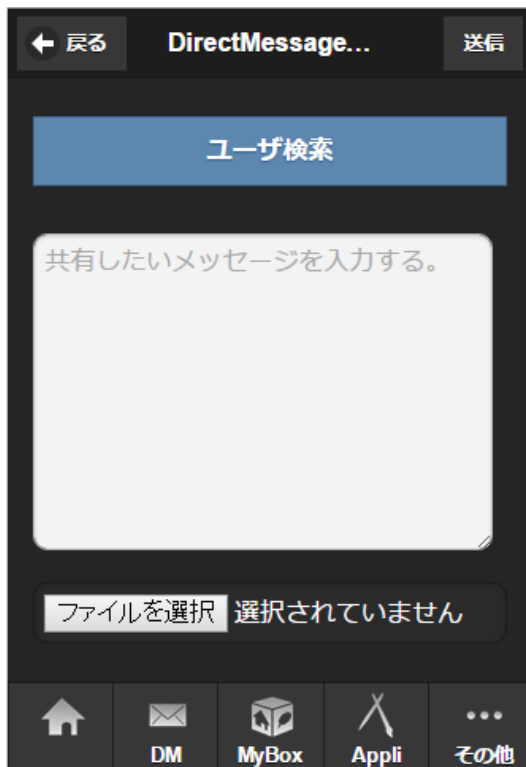 戻る
DirectMessage...
送信
ユーザ検索
共有したいメッセージを入力する。
ファイルを選択 選択されていません
DM
MyBox
Appli
その他